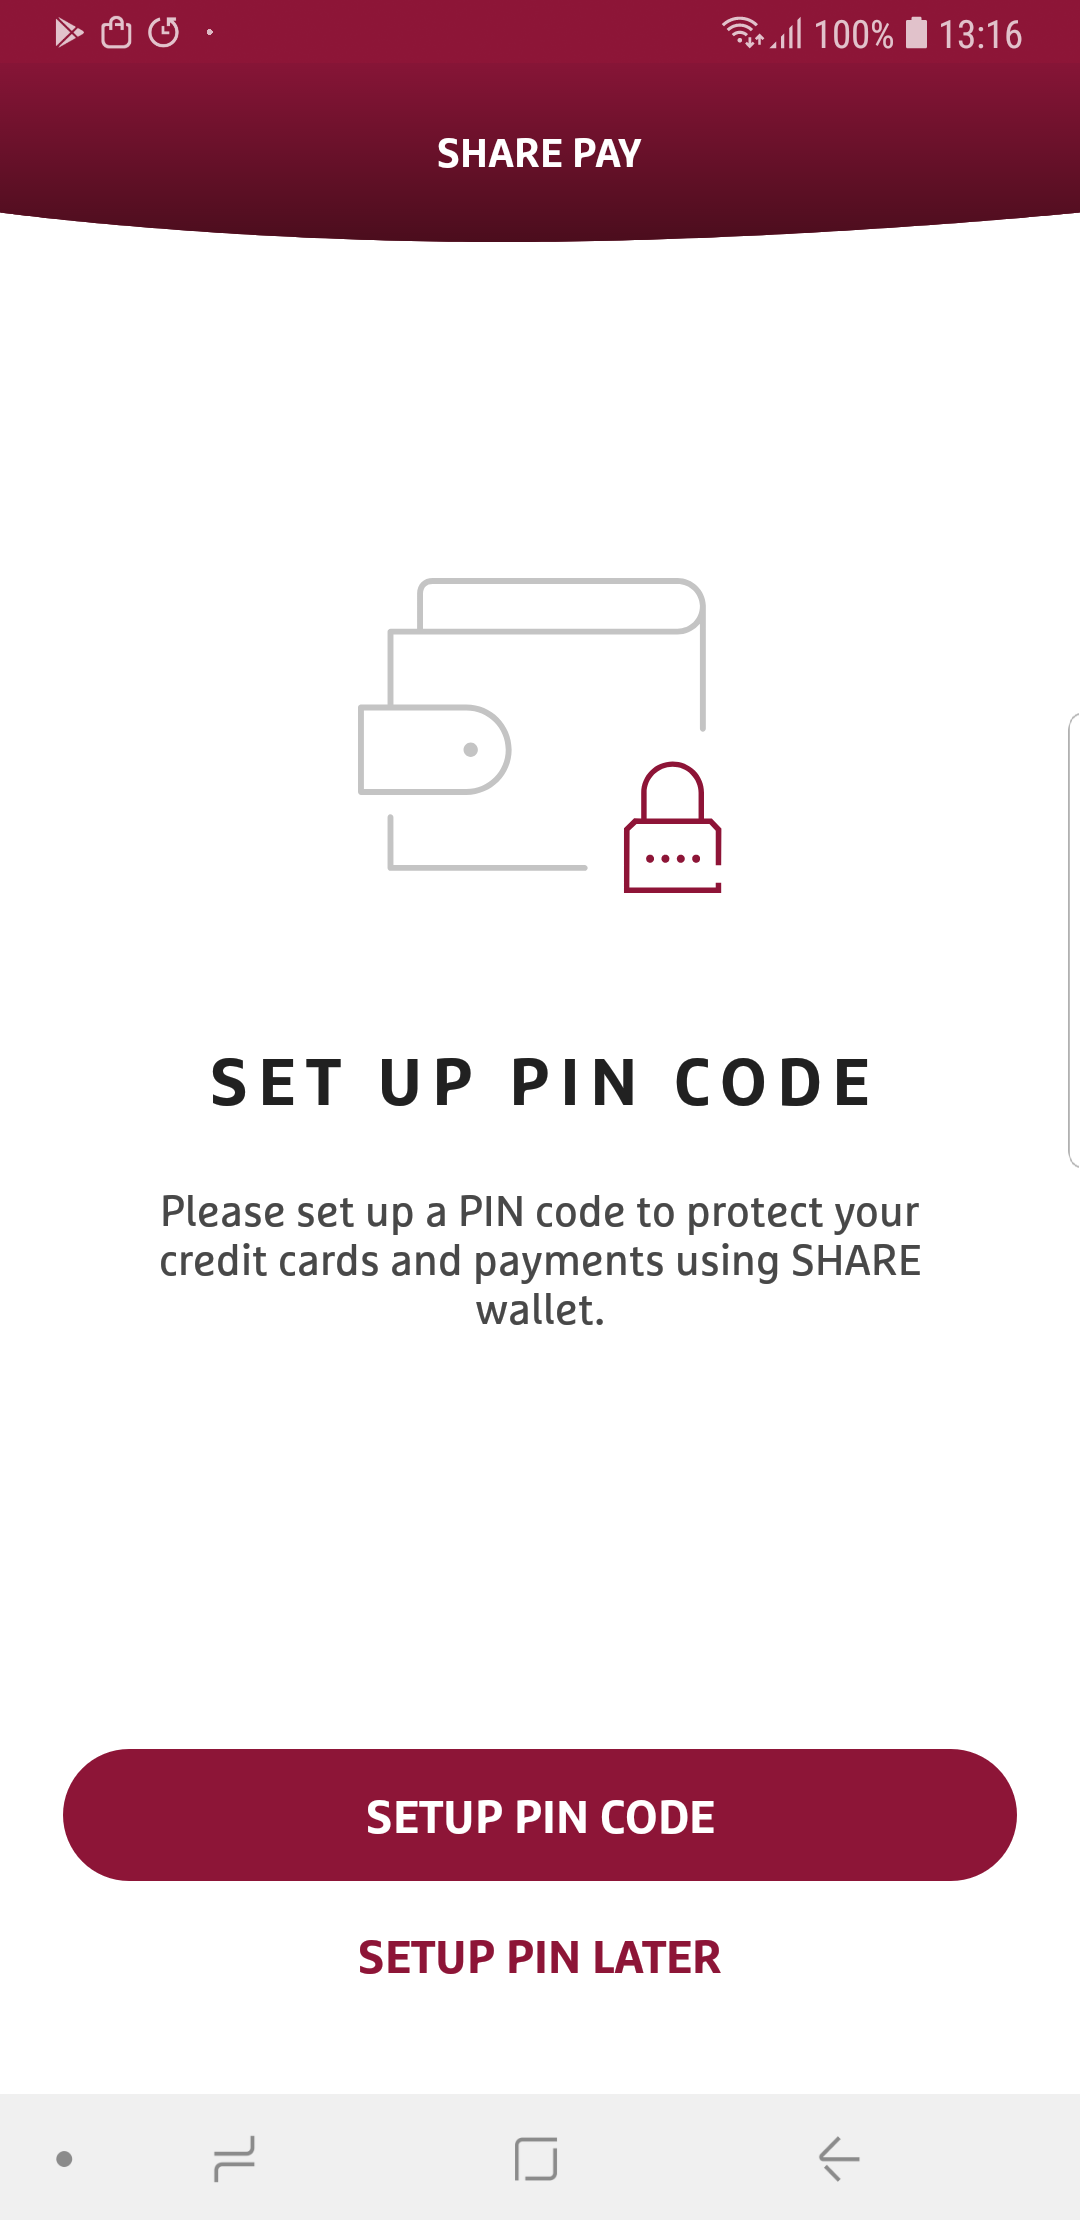 100% 13:16
SHARE PAY
SET UP PIN CODE
Please set up a PIN code to protect your
credit cards and payments using SHARE
wallet.
SETUP PIN CODE
SETUP PIN LATER